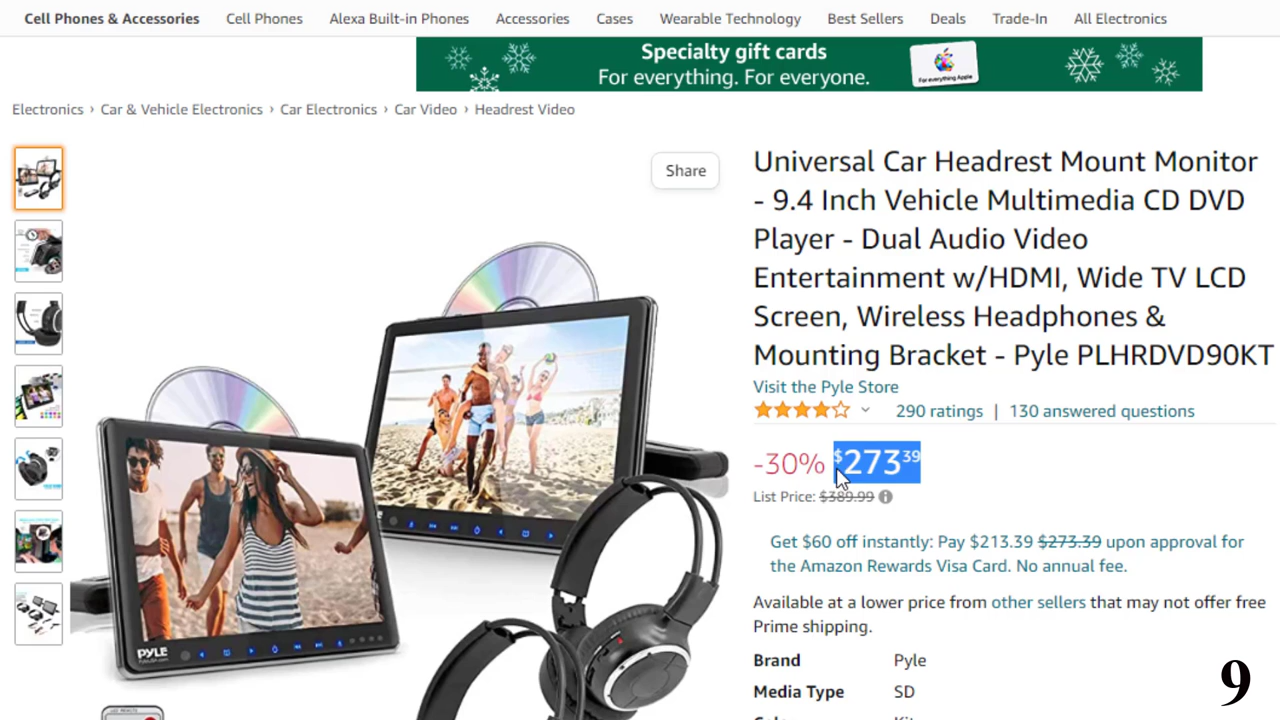 Cell Phones & Accessories Cell Phones Alexa Built-in Phones Accessories Cases Wearable Technology Best Sellers Deals Trade-In All Electronics
Specialty gift cards
For everything. For everyone.
For everything Apple
Electronics › Car & Vehicle Electronics › Car Electronics › Car Video › Headrest Video
Share
Universal Car Headrest Mount Monitor
- 9.4 Inch Vehicle Multimedia CD DVD
Player - Dual Audio Video
Entertainment w/HDMI, Wide TV LCD
Screen, Wireless Headphones &
Mounting Bracket - Pyle PLHRDVD90KT
Visit the Pyle Store
290 ratings | 130 answered questions
-30% $273.39
List Price: $389.99
Get $60 off instantly: Pay $213.39 $273.39 upon approval for
the Amazon Rewards Visa Card. No annual fee.
Available at a lower price from other sellers that may not offer free
Prime shipping.
Brand Pyle
Media Type SD
PYLE
9